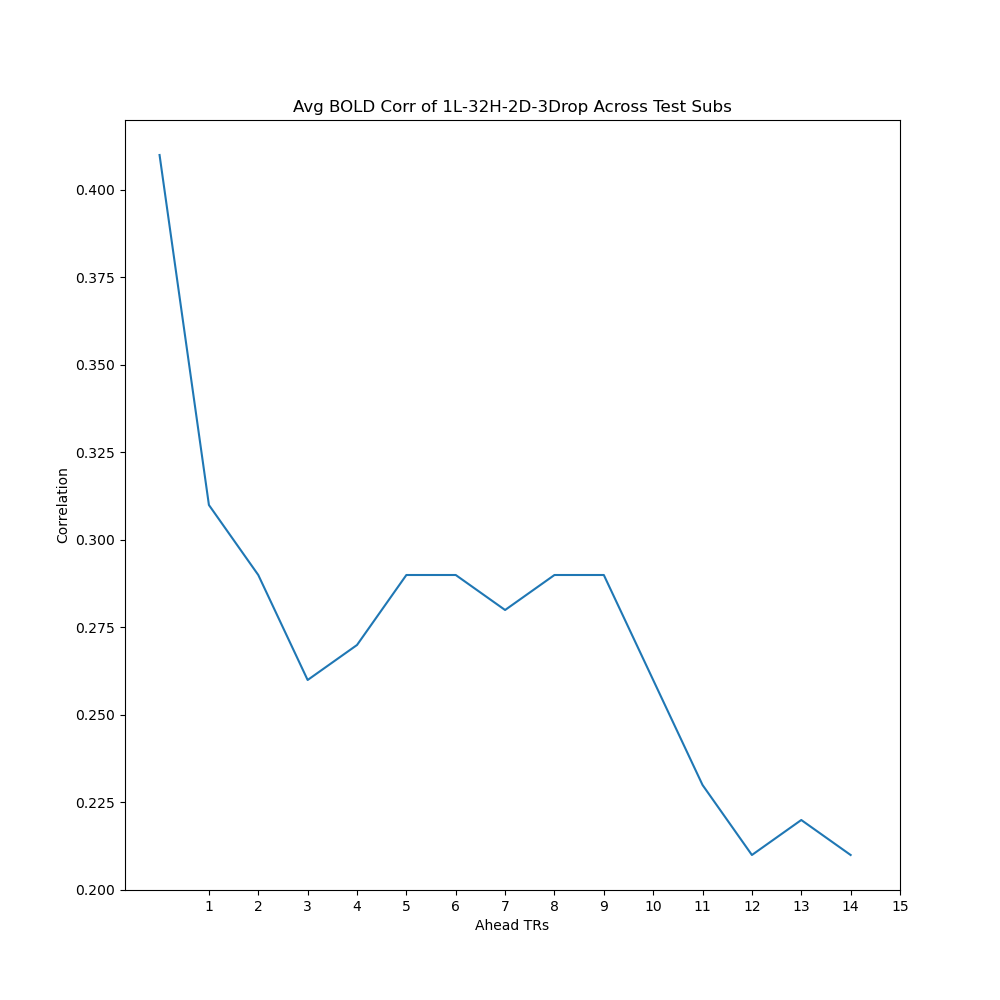 Avg BOLD Corr of 1L-32H-2D-3Drop Across Test Subs
0.400
0.375
0.350
0.325
0.300
0.275
0.250
0.225
0.200
Correlation
1 2 3 4 5 6 7 8 9 10 11 12 13 14 15
Ahead TRs